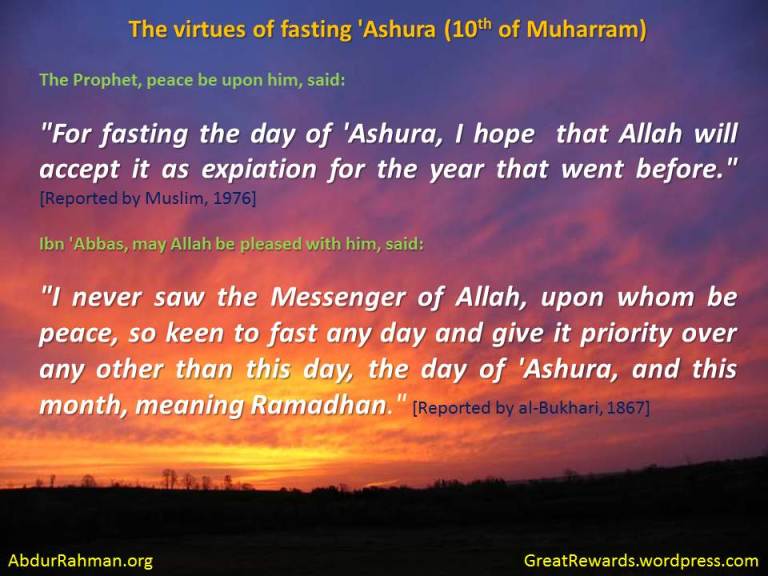 The virtues of fasting 'Ashura (10th of Muharram)
The Prophet, peace be upon him, said:
"For fasting the day of 'Ashura, I hope that Allah will
accept it as expiation for the year that went before."
[Reported by Muslim, 1976]
Ibn 'Abbas, may Allah be pleased with him, said:
"I never saw the Messenger of Allah, upon whom be
peace, so keen to fast any day and give it priority over
any other than this day, the day of 'Ashura, and this
month, meaning Ramadhan." [Reported by al-Bukhari, 1867]
AbdurRahman.org
GreatRewards.wordpress.com